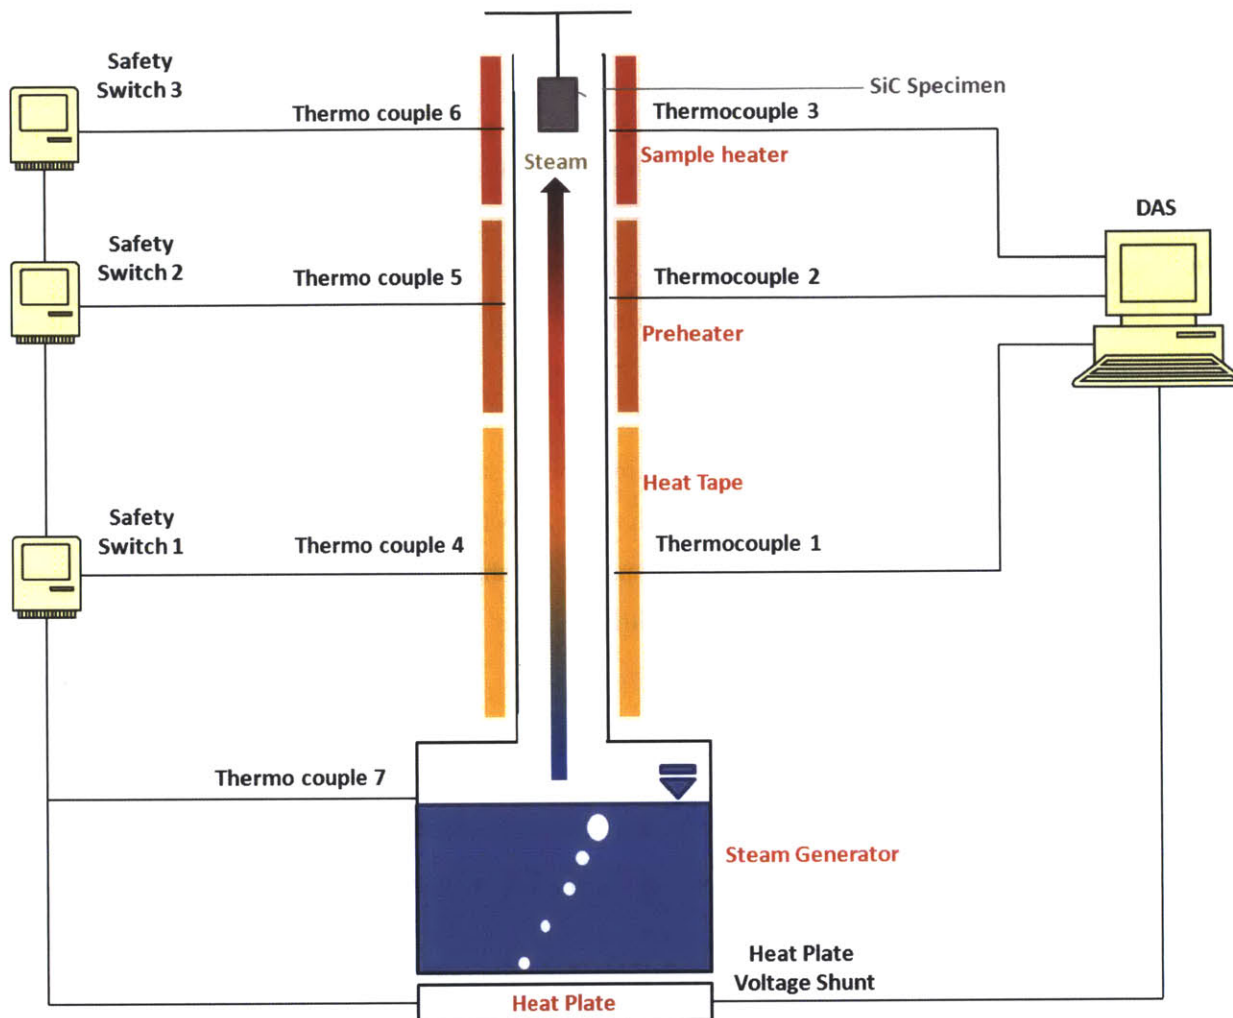 Safety
Switch 3
Thermo couple 6
SiC Specimen
Thermocouple 3
Steam
Sample heater
DAS
Safety
Switch 2
Thermo couple 5
Thermocouple 2
Preheater
Heat Tape
Safety
Switch 1
Thermo couple 4
Thermocouple 1
Thermo couple 7
Steam Generator
Heat Plate
Voltage Shunt
Heat Plate